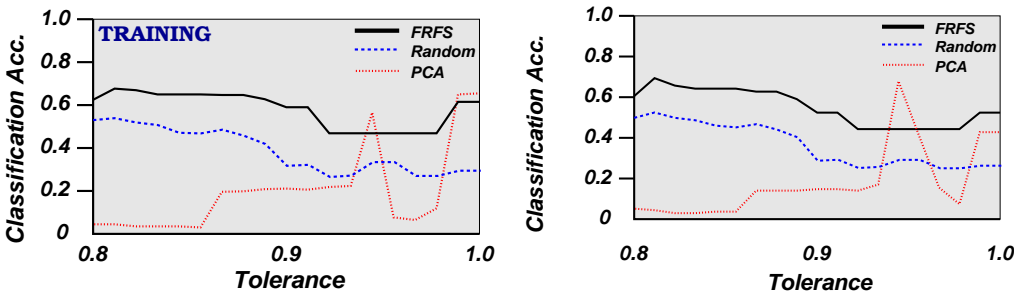 TRAINING
FRFS
Random
PCA
Classification Acc.
1.0
0.8
0.6
0.4
0.2
0
0.8
0.9
1.0
Tolerance
FRFS
Random
PCA
Classification Acc.
1.0
0.8
0.6
0.4
0.2
0
0.8
0.9
1.0
Tolerance